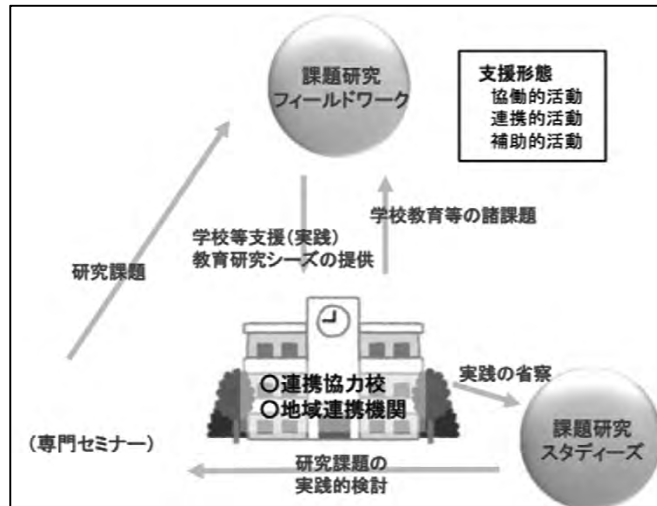 課題研究
フィールドワーク
支援形態
協働的活動
連携的活動
補助的活動
学校教育等の諸課題
学校等支援(実践)
教育研究シーズの提供
研究課題
○連携協力校
○地域連携機関
実践の省察
課題研究
スタディーズ
(専門セミナー)
研究課題の
実践的検討